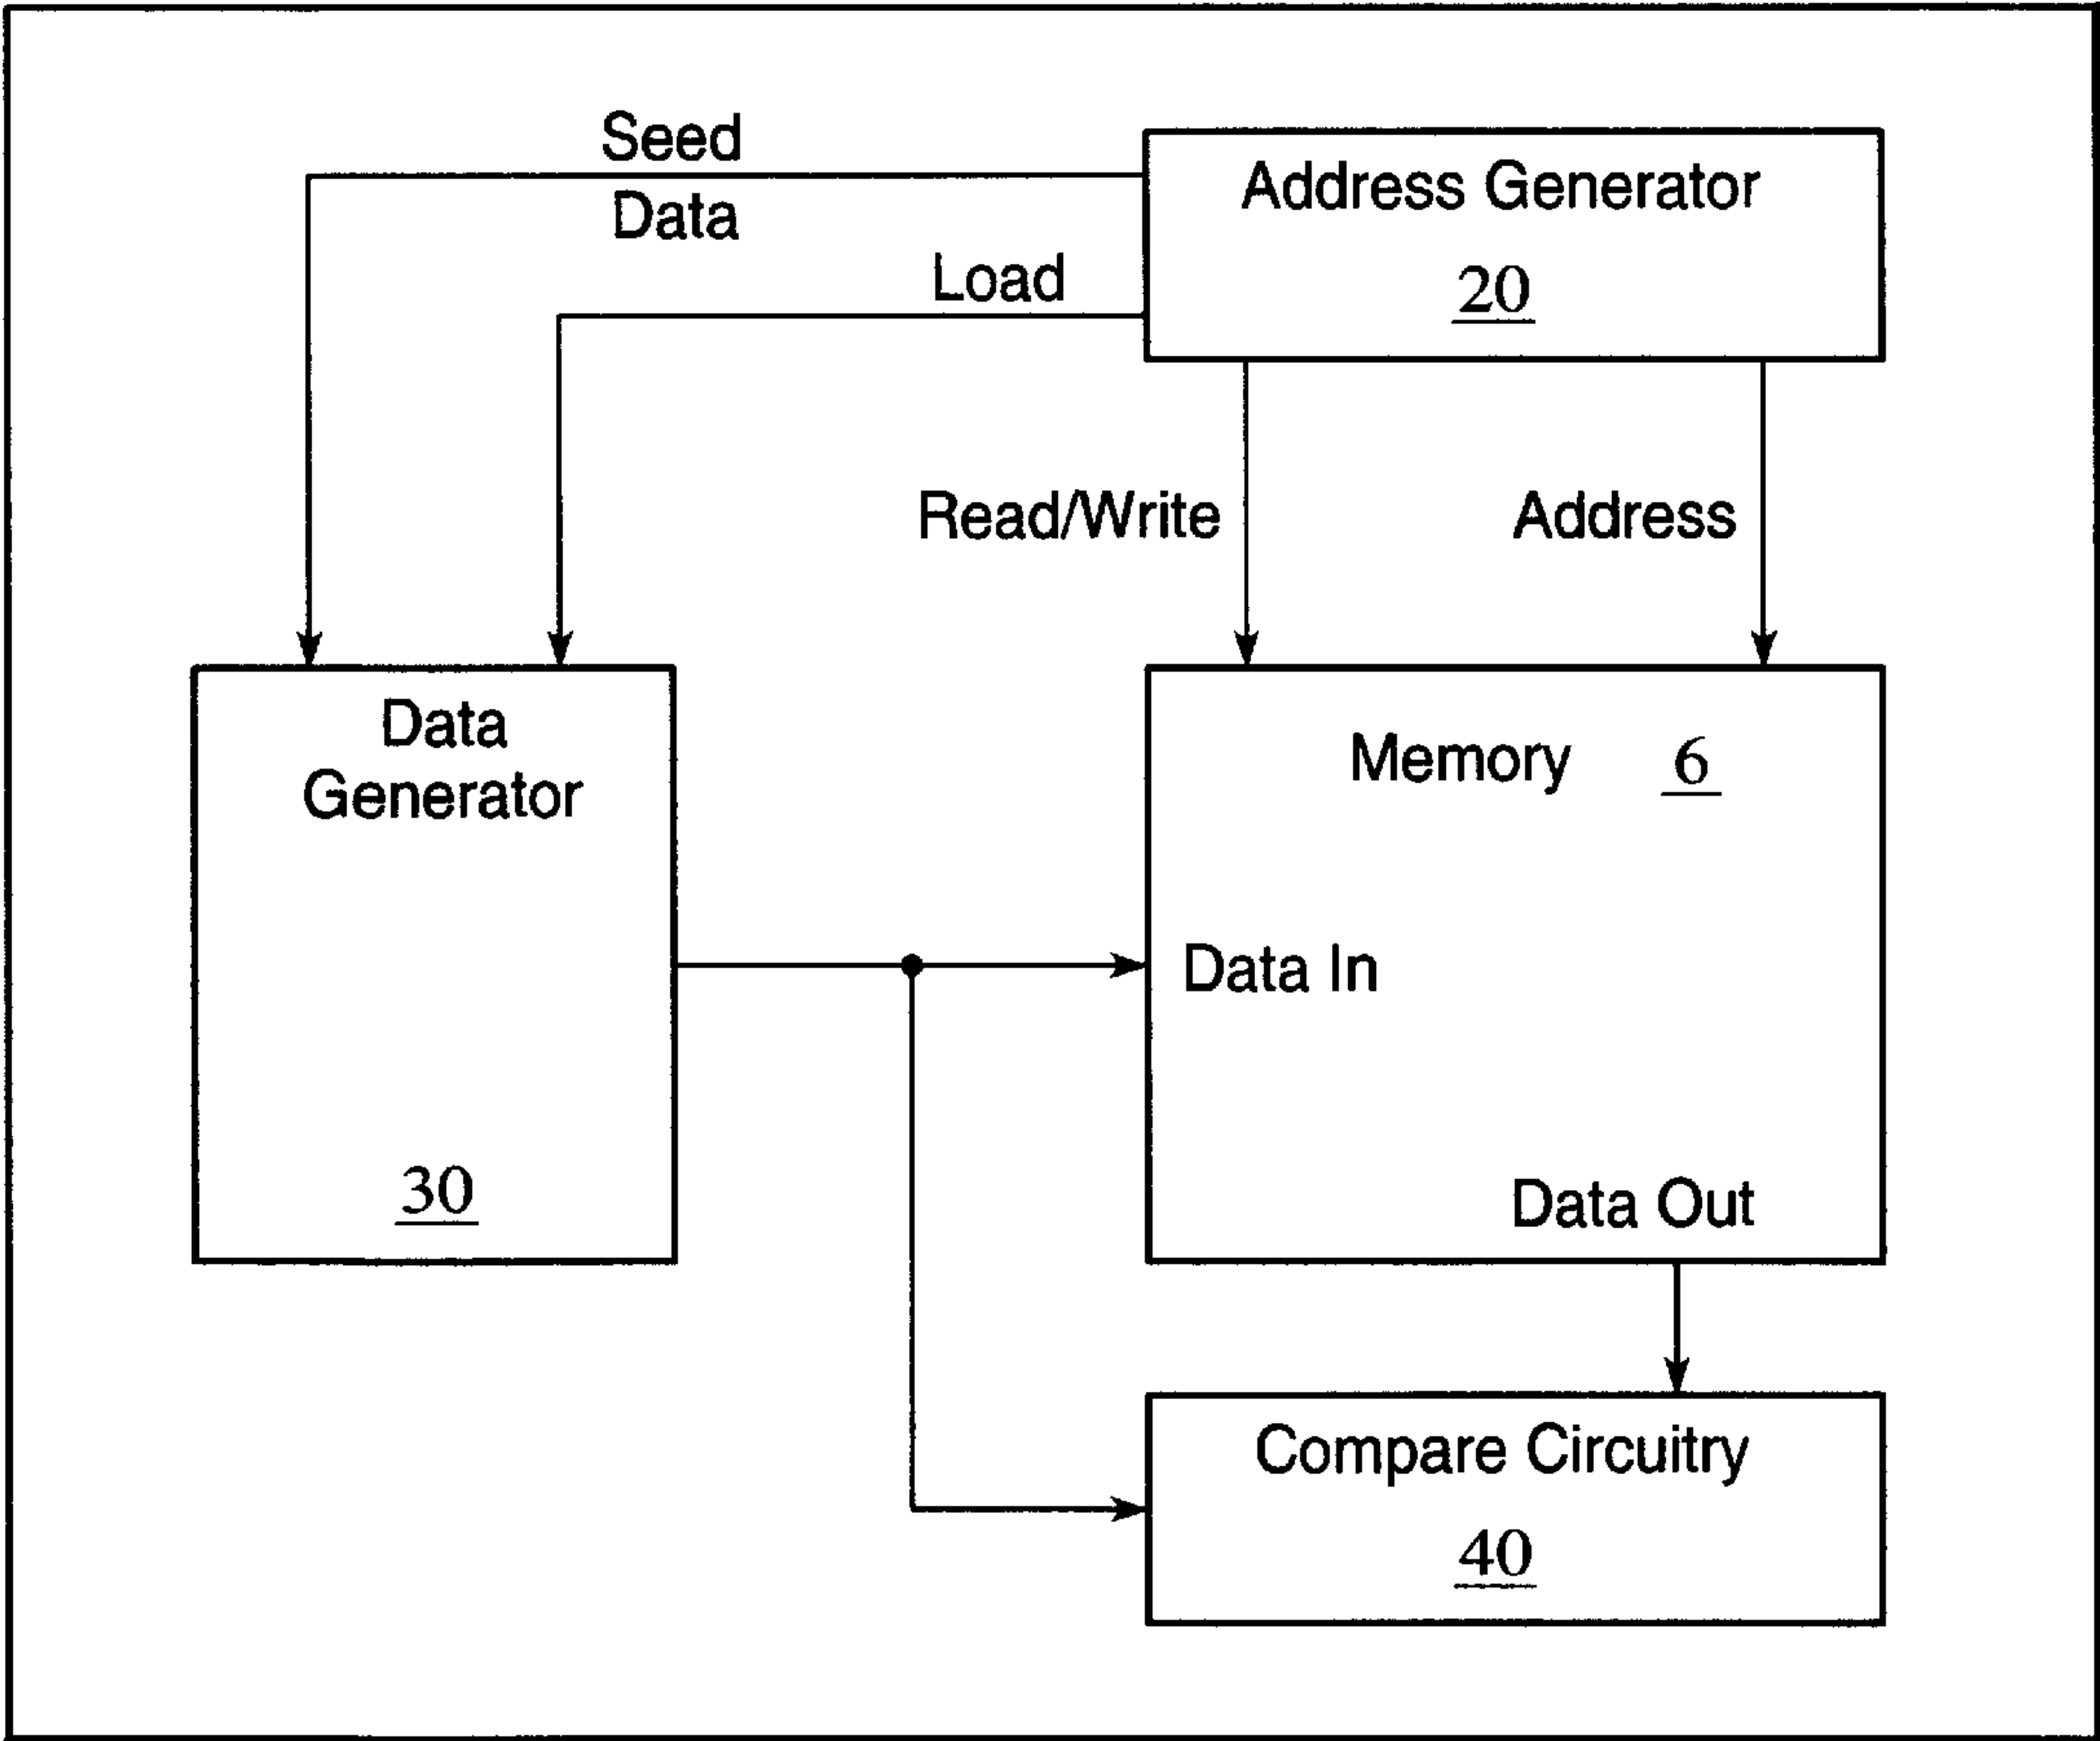 Seed
Data
Address Generator
20
Load
Read/Write
Address
Data
Generator
30
Memory 6
Data In
Data Out
Compare Circuitry
40